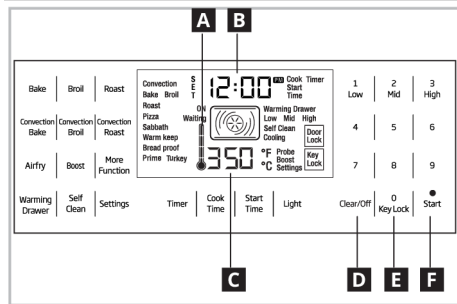 A B
Bake Broil Roast
Convection Bake Convection Broil Convection Roast
Airfry Boost More Function
Warming Drawer Self Clean Settings
Convection SET
Bake Broil
Roast ON
Pizza Waiting
Sabbath
Warm keep
Bread proof
Prime Turkey
12:00 PM Cook Timer
Start
Time
Warming Drawer
Low Mid High
Self Clean
Cooling
Door Lock
350 °F °C
Probe
Boost
Settings
Key Lock
Timer Cook Time Start Time Light
1 Low 2 Mid 3 High
4 5 6
7 8 9
Clear/Off 0 Key Lock Start
C D E F